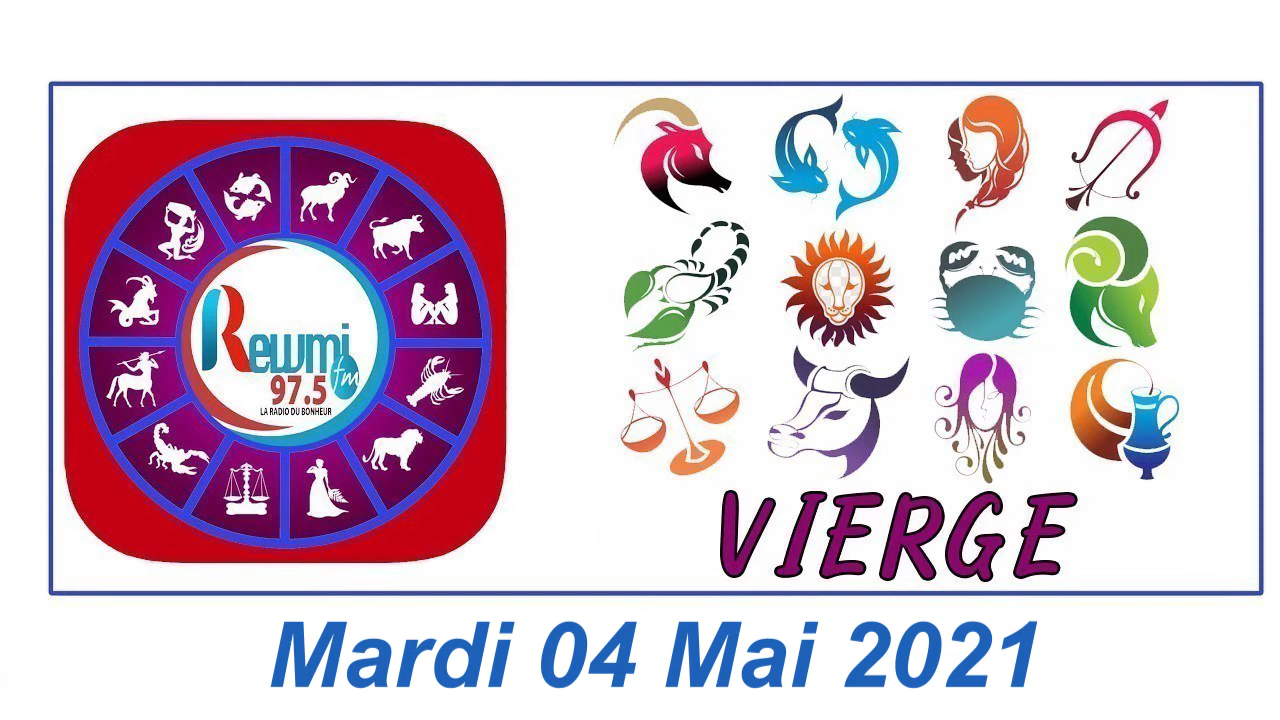 Rewmi
fm
97.5
LA RADIO DU BONHEUR
VIERGE
Mardi 04 Mai 2021